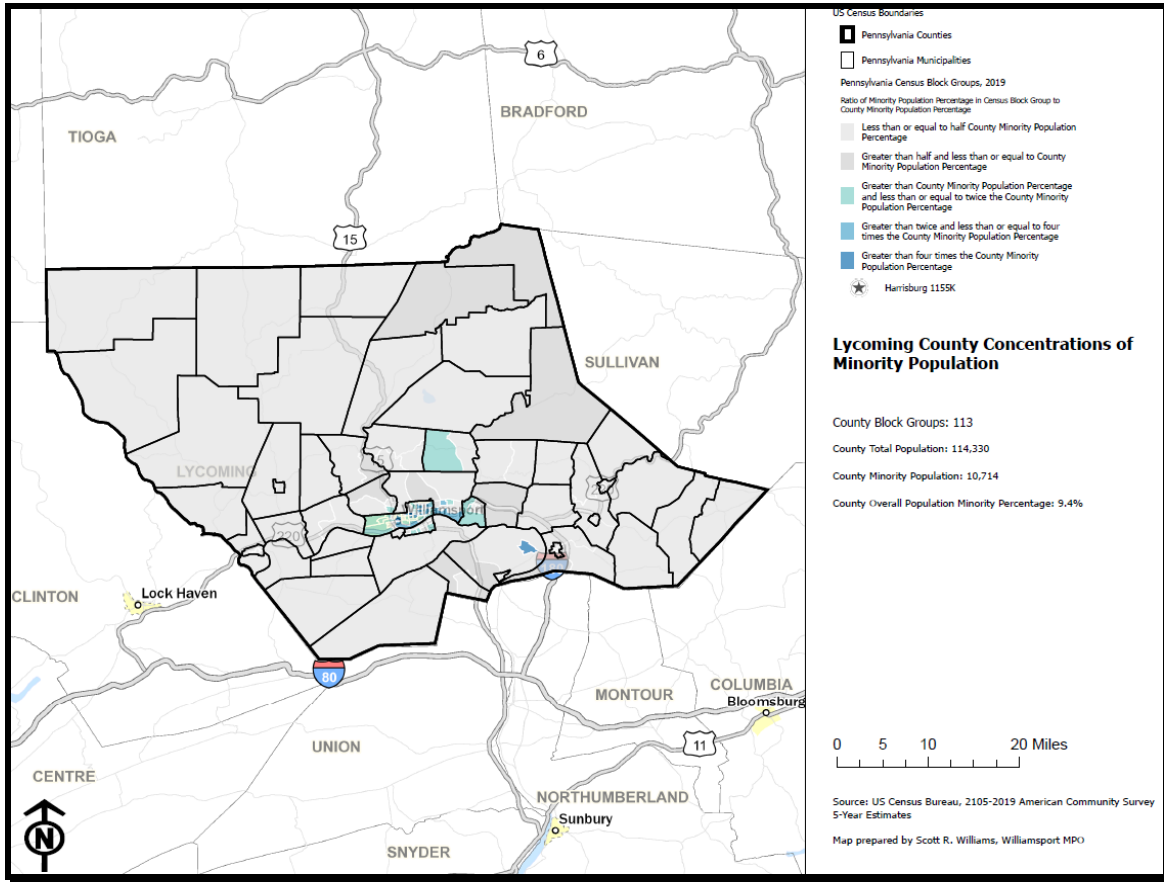 US Census Boundaries
Pennsylvania Counties
Pennsylvania Municipalities
Pennsylvania Census Block Groups, 2019
Ratio of Minority Population Percentage in Census Block Group to
County Minority Population Percentage
Less than or equal to half County Minority Population
Percentage
Greater than half and less than or equal to County
Minority Population Percentage
Greater than County Minority Population Percentage
and less than or equal to twice the County Minority
Population Percentage
Greater than twice and less than or equal to four
times the County Minority Population Percentage
Greater than four times the County Minority
Population Percentage
Harrisburg 1155K
Lycoming County Concentrations of
Minority Population
County Block Groups: 113
County Total Population: 114,330
County Minority Population: 10,714
County Overall Population Minority Percentage: 9.4%
0 5 10 20 Miles
Source: US Census Bureau, 2105-2019 American Community Survey
5-Year Estimates
Map prepared by Scott R. Williams, Williamsport MPO
6
BRADFORD
TIOGA
15
SULLIVAN
LYCOMING
Williamsport
220
CLINTON
Lock Haven
80
MONTOUR
COLUMBIA
Bloomsburg
11
UNION
CENTRE
NORTHUMBERLAND
Sunbury
SNYDER
N